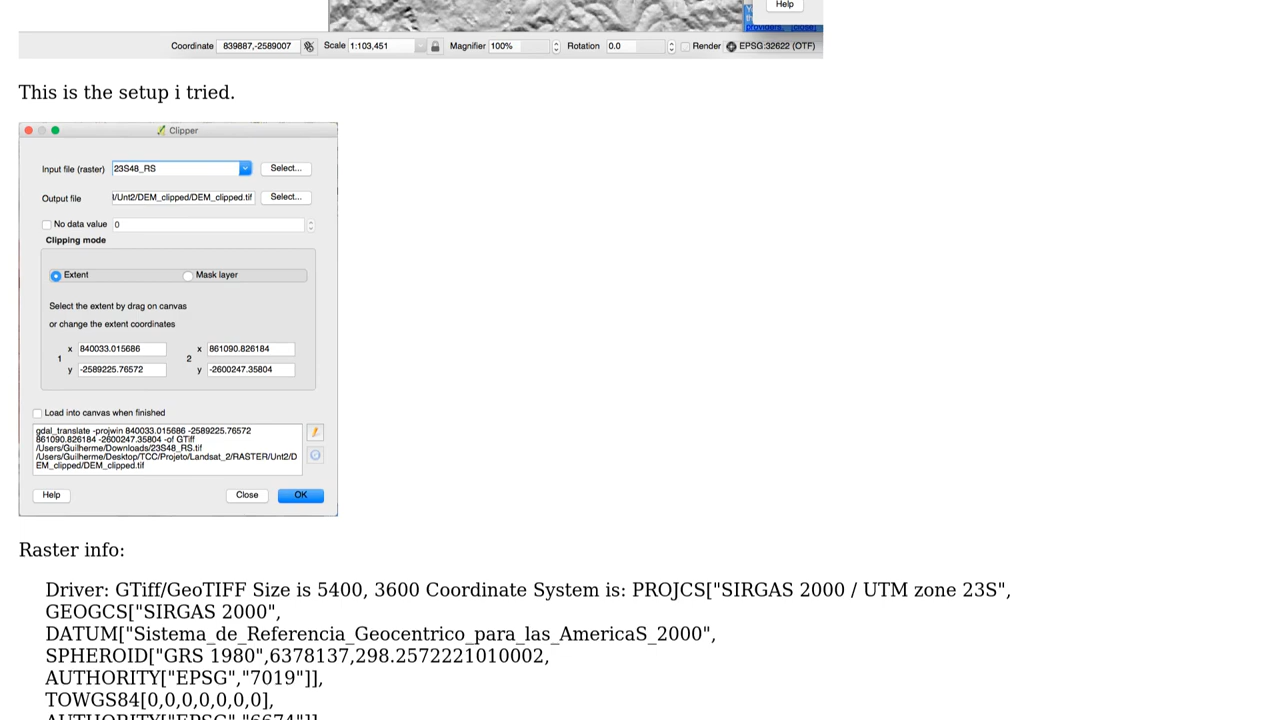 Help
Yo
the
providers. [close]
Coordinate 839887,-2589007 Scale 1:103,451 Magnifier 100% Rotation 0.0 Render EPSG:32622 (OTF)
This is the setup i tried.
Clipper
Input file (raster) 23S48_RS Select...
Output file l/Unt2/DEM_clipped/DEM_clipped.tif Select...
No data value 0
Clipping mode
Extent Mask layer
Select the extent by drag on canvas
or change the extent coordinates
x 840033.015686 x 861090.826184
1 2
y -2589225.76572 y -2600247.35804
Load into canvas when finished
gdal_translate -projwin 840033.015686 -2589225.76572
861090.826184 -2600247.35804 -of GTiff
/Users/Guilherme/Downloads/23S48_RS.tif
/Users/Guilherme/Desktop/TCC/Projeto/Landsat_2/RASTER/Unt2/D
EM_clipped/DEM_clipped.tif
Help Close OK
Raster info:
Driver: GTiff/GeoTIFF Size is 5400, 3600 Coordinate System is: PROJCS["SIRGAS 2000 / UTM zone 23S",
GEOGCS["SIRGAS 2000",
DATUM["Sistema_de_Referencia_Geocentrico_para_las_AmericaS_2000",
SPHEROID["GRS 1980",6378137,298.2572221010002,
AUTHORITY["EPSG","7019"]],
TOWGS84[0,0,0,0,0,0,0],
AUTHORITY["EPSG","6674"]],